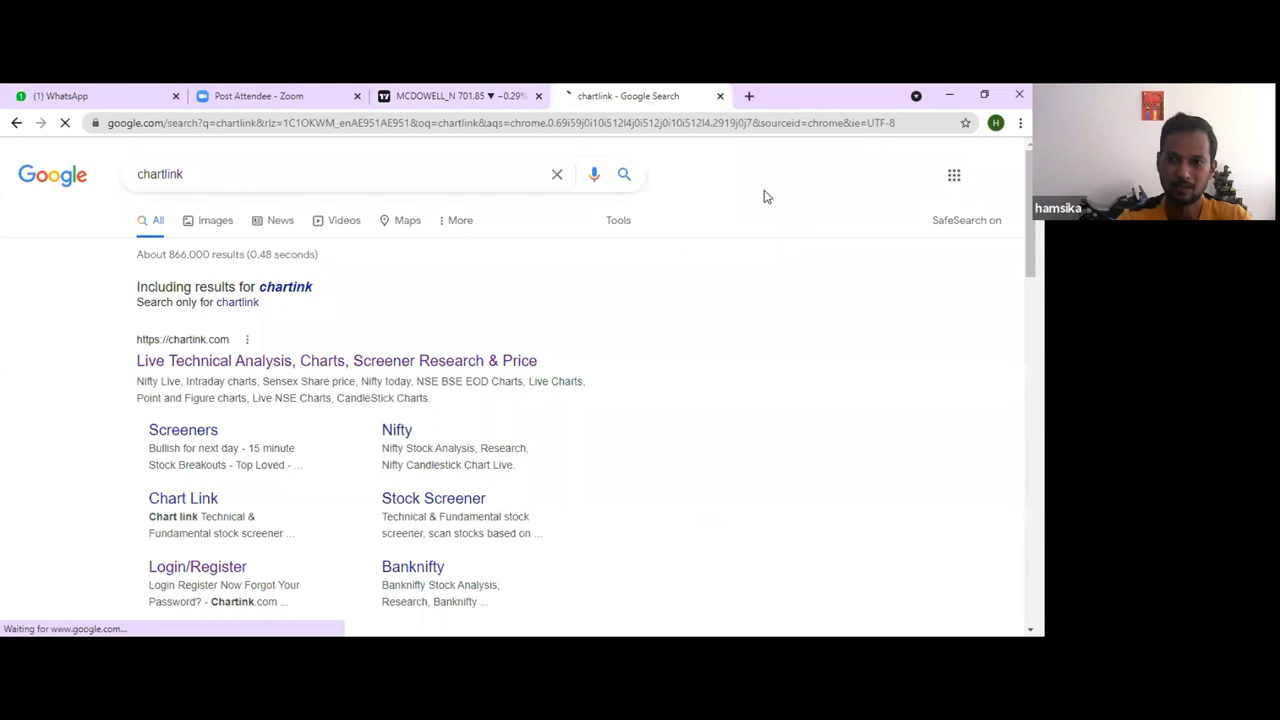 (1) WhatsApp
Post Attendee - Zoom
MCDOWELL_N 701.85 ▼ −0.29%
chartlink - Google Search
google.com/search?q=chartlink&rlz=1C1OKWM_enAE951AE951&oq=chartlink&aqs=chrome.0.69i59j0i10i512l4j0i512j0i10i512l4.2919j0j7&sourceid=chrome&ie=UTF-8
H
Google
chartlink
All
Images
News
Videos
Maps
More
Tools
SafeSearch on
hamsika
About 866,000 results (0.48 seconds)
Including results for chartink
Search only for chartlink
https://chartink.com
Live Technical Analysis, Charts, Screener Research & Price
Nifty Live, Intraday charts, Sensex Share price, Nifty today, NSE BSE EOD Charts, Live Charts,
Point and Figure charts, Live NSE Charts, CandleStick Charts.
Screeners
Bullish for next day - 15 minute
Stock Breakouts - Top Loved - ...
Nifty
Nifty Stock Analysis, Research,
Nifty Candlestick Chart Live.
Chart Link
Chart link Technical &
Fundamental stock screener ...
Stock Screener
Technical & Fundamental stock
screener, scan stocks based on ...
Login/Register
Login Register Now Forgot Your
Password? - Chartink.com ...
Banknifty
Banknifty Stock Analysis,
Research, Banknifty ...
Waiting for www.google.com...